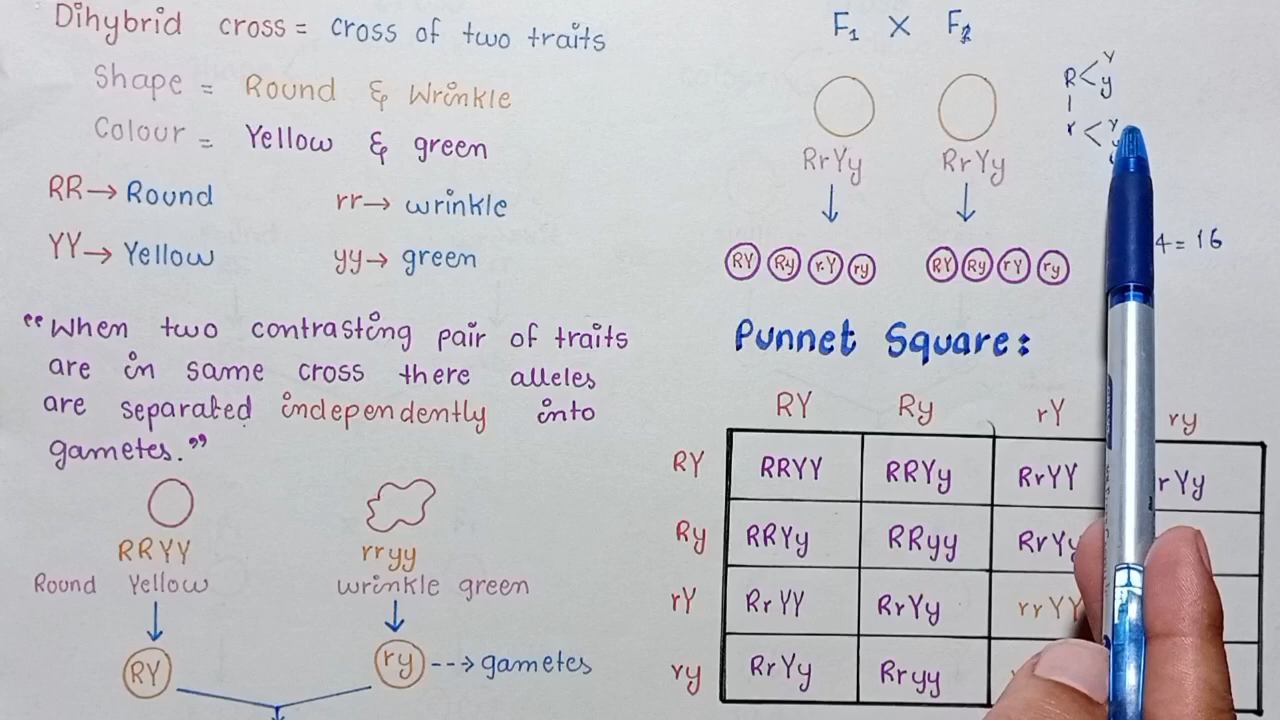 Dihybrid cross = cross of two traits
Shape = Round & Wrinkle
Colour = Yellow & green
RR → Round rr → wrinkle
YY → Yellow yy → green
"When two contrasting pair of traits
are in same cross there alleles
are separated independently into
gametes."
RRYY rryy
Round Yellow wrinkle green
RY ry ---> gametes
F₁ X
R < Y
y
r < Y
RrYy RrYy
RY Ry rY ry RY Ry rY ry
4 = 16
Punnet Square:
RY Ry rY ry
RY RRYY RRYy RrYY rYy
Ry RRYy RRyy RrYy
rY RrYY RrYy rrYY
ry RrYy Rryy